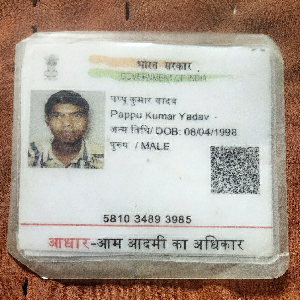 भारत सरकार
GOVERNMENT OF INDIA
पप्पू कुमार यादव
Pappu Kumar Yadav
जन्म तिथि/ DOB: 08/04/1998
पुरुष / MALE
5810 3489 3985
आधार-आम आदमी का अधिकार